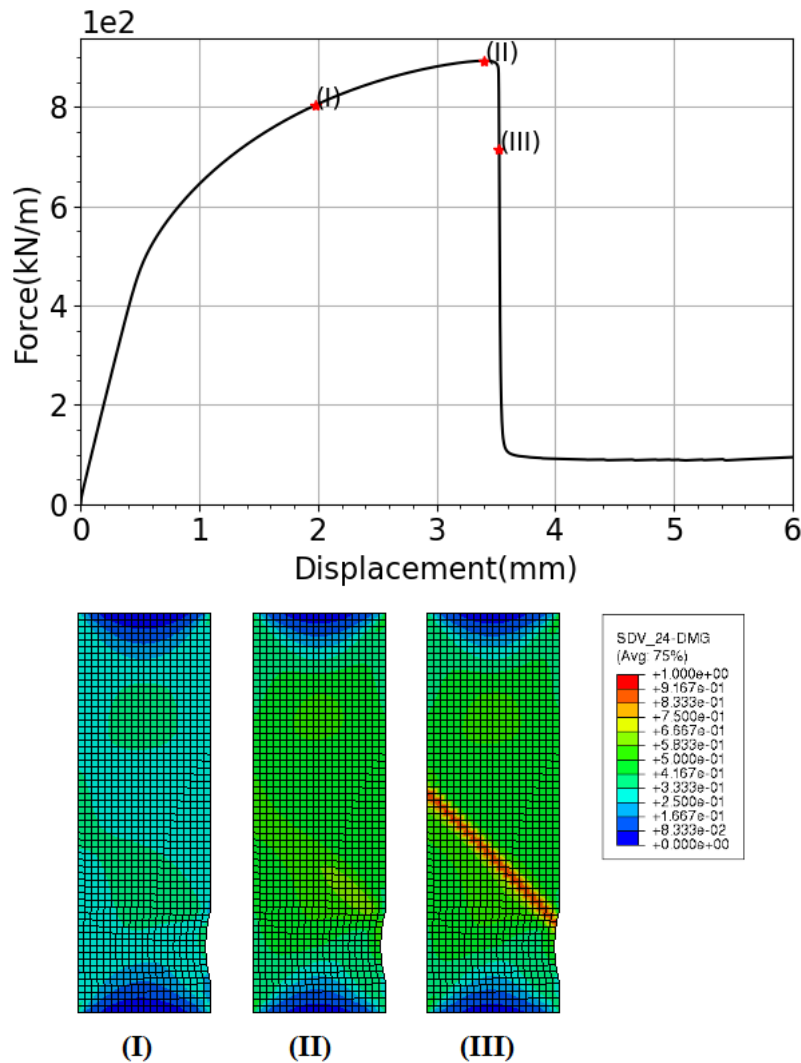 1e2
(I)
(II)
(III)
8
6
4
2
0
0 1 2 3 4 5 6
Force(kN/m)
Displacement(mm)
SDV_24-DMG
(Avg: 75%)
+1.000e+00
+9.167e-01
+8.333e-01
+7.500e-01
+6.667e-01
+5.833e-01
+5.000e-01
+4.167e-01
+3.333e-01
+2.500e-01
+1.667e-01
+8.333e-02
+0.000e+00
(I) (II) (III)